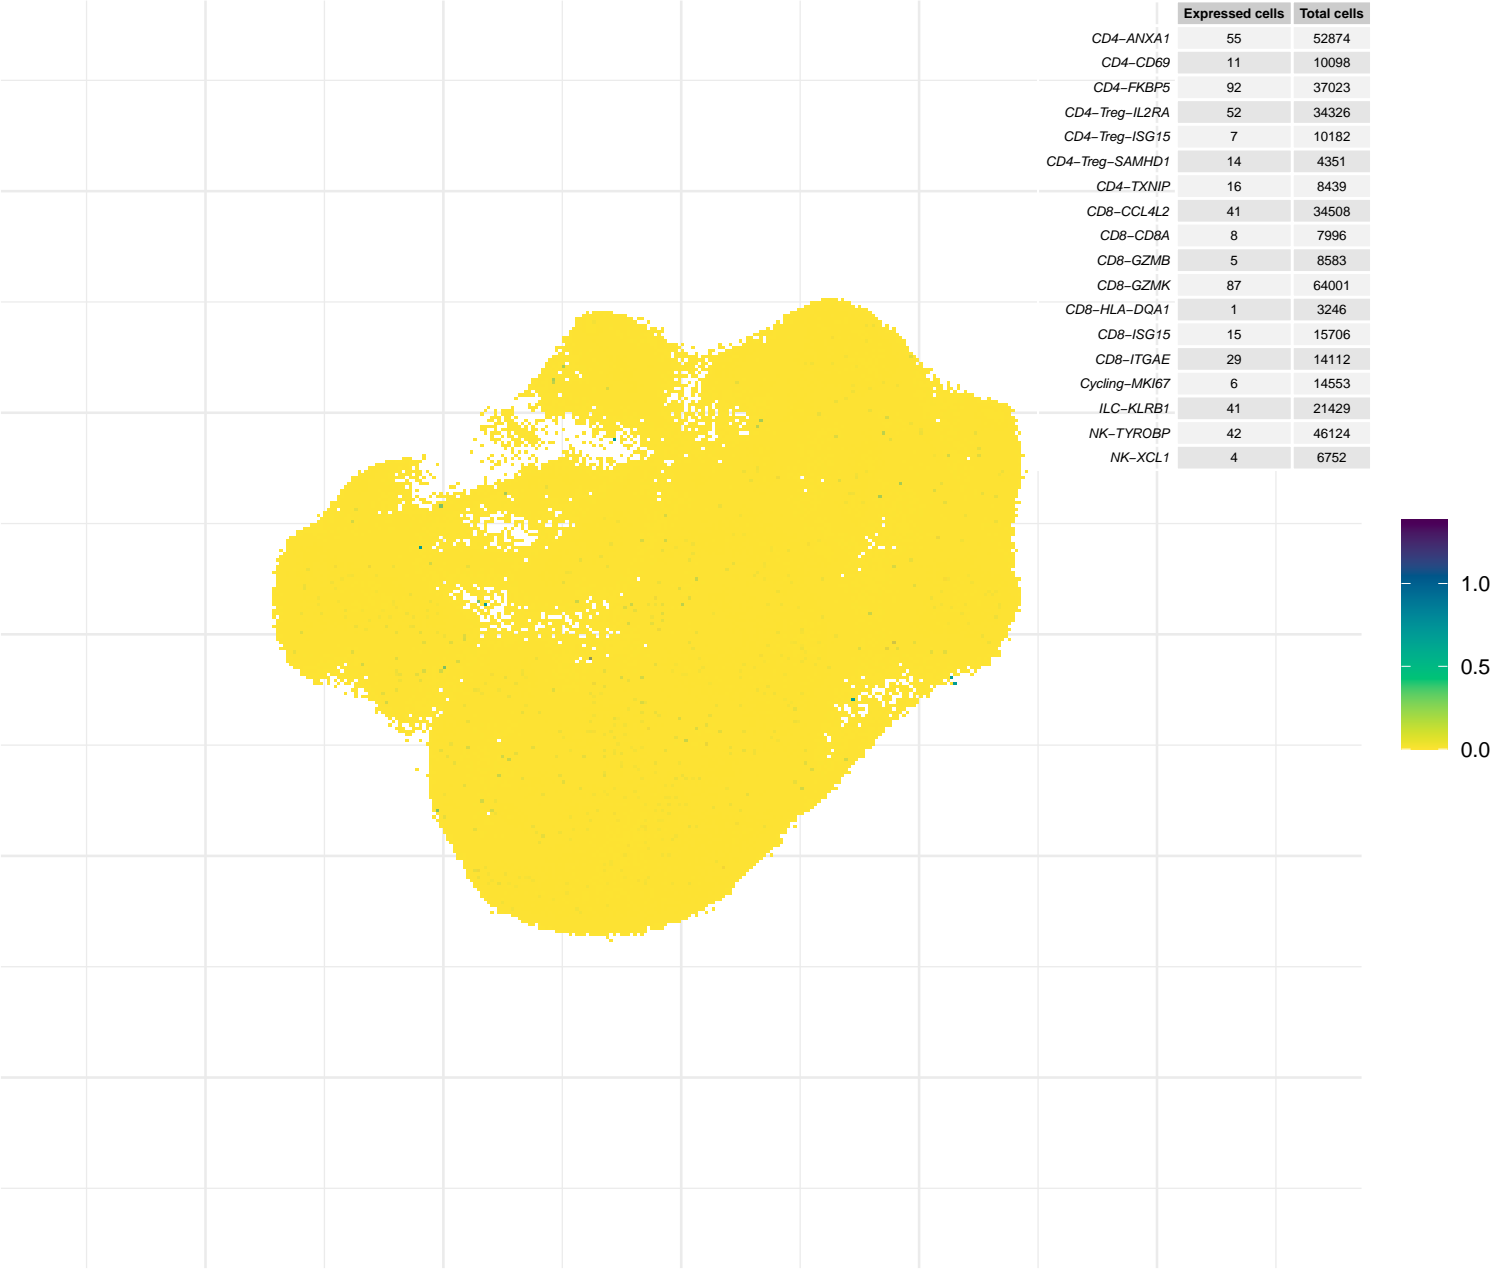 Expressed cells Total cells
CD4−ANXA1 55 52874
CD4−CD69 11 10098
CD4−FKBP5 92 37023
CD4−Treg−IL2RA 52 34326
CD4−Treg−ISG15 7 10182
CD4−Treg−SAMHD1 14 4351
CD4−TXNIP 16 8439
CD8−CCL4L2 41 34508
CD8−CD8A 8 7996
CD8−GZMB 5 8583
CD8−GZMK 87 64001
CD8−HLA−DQA1 1 3246
CD8−ISG15 15 15706
CD8−ITGAE 29 14112
Cycling−MKI67 6 14553
ILC−KLRB1 41 21429
NK−TYROBP 42 46124
NK−XCL1 4 6752
1.0
0.5
0.0